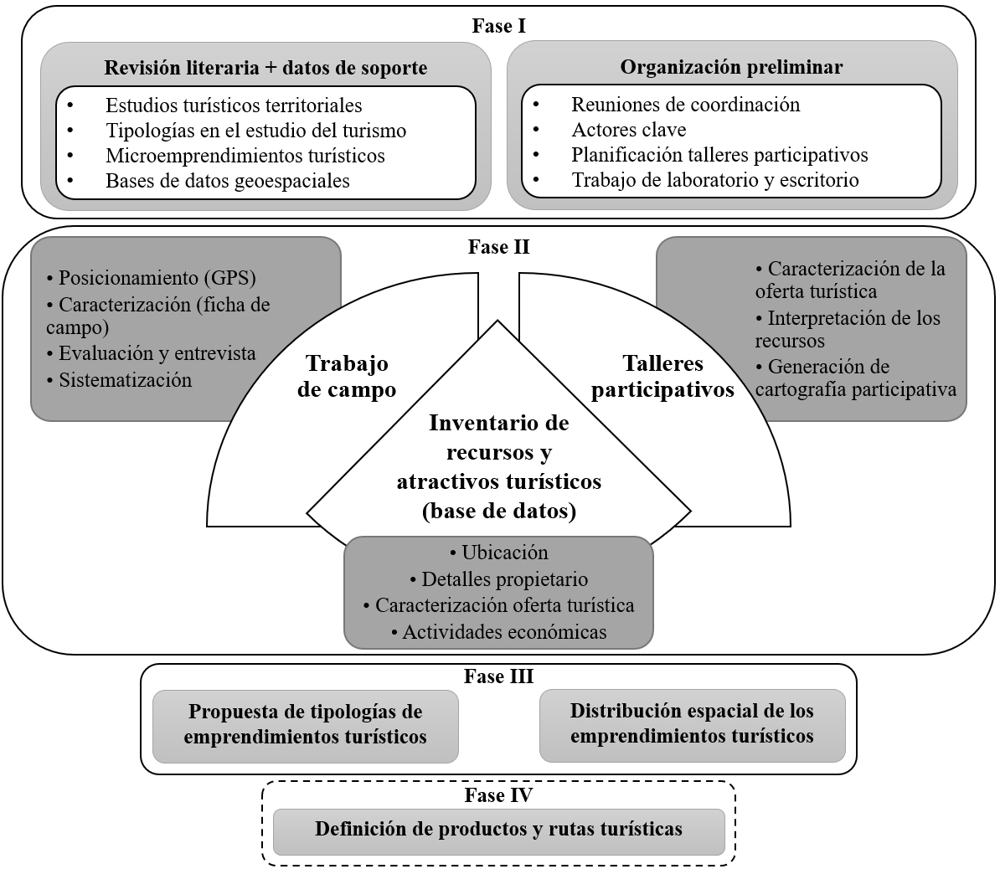 Fase I
Revisión literaria + datos de soporte
• Estudios turísticos territoriales
• Tipologías en el estudio del turismo
• Microemprendimientos turísticos
• Bases de datos geoespaciales
Organización preliminar
• Reuniones de coordinación
• Actores clave
• Planificación talleres participativos
• Trabajo de laboratorio y escritorio
Fase II
• Posicionamiento (GPS)
• Caracterización (ficha de
campo)
• Evaluación y entrevista
• Sistematización
Trabajo
de campo
Talleres
participativos
• Caracterización de la
oferta turística
• Interpretación de los
recursos
• Generación de
cartografía participativa
Inventario de
recursos y
atractivos turísticos
(base de datos)
• Ubicación
• Detalles propietario
• Caracterización oferta turística
• Actividades económicas
Fase III
Propuesta de tipologías de
emprendimientos turísticos
Distribución espacial de los
emprendimientos turísticos
Fase IV
Definición de productos y rutas turísticas